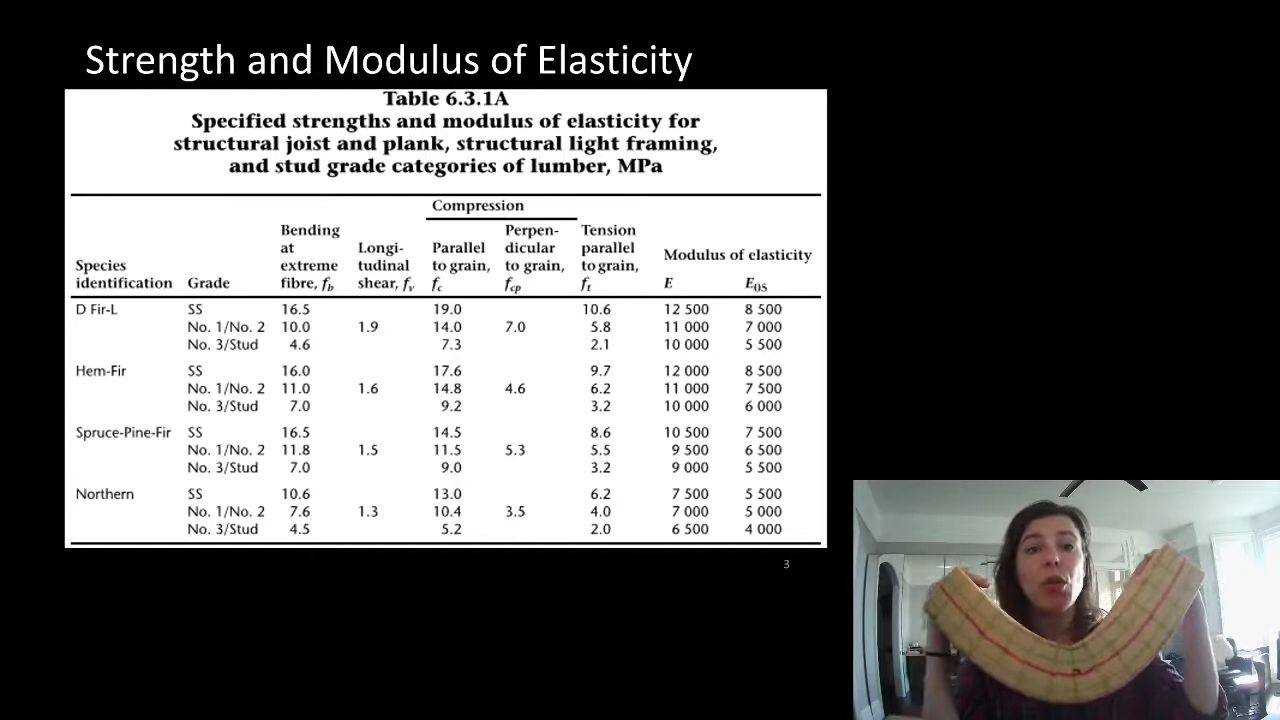 Strength and Modulus of Elasticity
Table 6.3.1A
Specified strengths and modulus of elasticity for
structural joist and plank, structural light framing,
and stud grade categories of lumber, MPa
Compression
Species identification Grade Bending at extreme fibre, fb Longi-tudinal shear, fv Parallel to grain, fc Perpen-dicular to grain, fcp Tension parallel to grain, ft Modulus of elasticity E E05
D Fir-L SS 16.5 19.0 10.6 12 500 8 500
No. 1/No. 2 10.0 1.9 14.0 7.0 5.8 11 000 7 000
No. 3/Stud 4.6 7.3 2.1 10 000 5 500
Hem-Fir SS 16.0 17.6 9.7 12 000 8 500
No. 1/No. 2 11.0 1.6 14.8 4.6 6.2 11 000 7 500
No. 3/Stud 7.0 9.2 3.2 10 000 6 000
Spruce-Pine-Fir SS 16.5 14.5 8.6 10 500 7 500
No. 1/No. 2 11.8 1.5 11.5 5.3 5.5 9 500 6 500
No. 3/Stud 7.0 9.0 3.2 9 000 5 500
Northern SS 10.6 13.0 6.2 7 500 5 500
No. 1/No. 2 7.6 1.3 10.4 3.5 4.0 7 000 5 000
No. 3/Stud 4.5 5.2 2.0 6 500 4 000
3